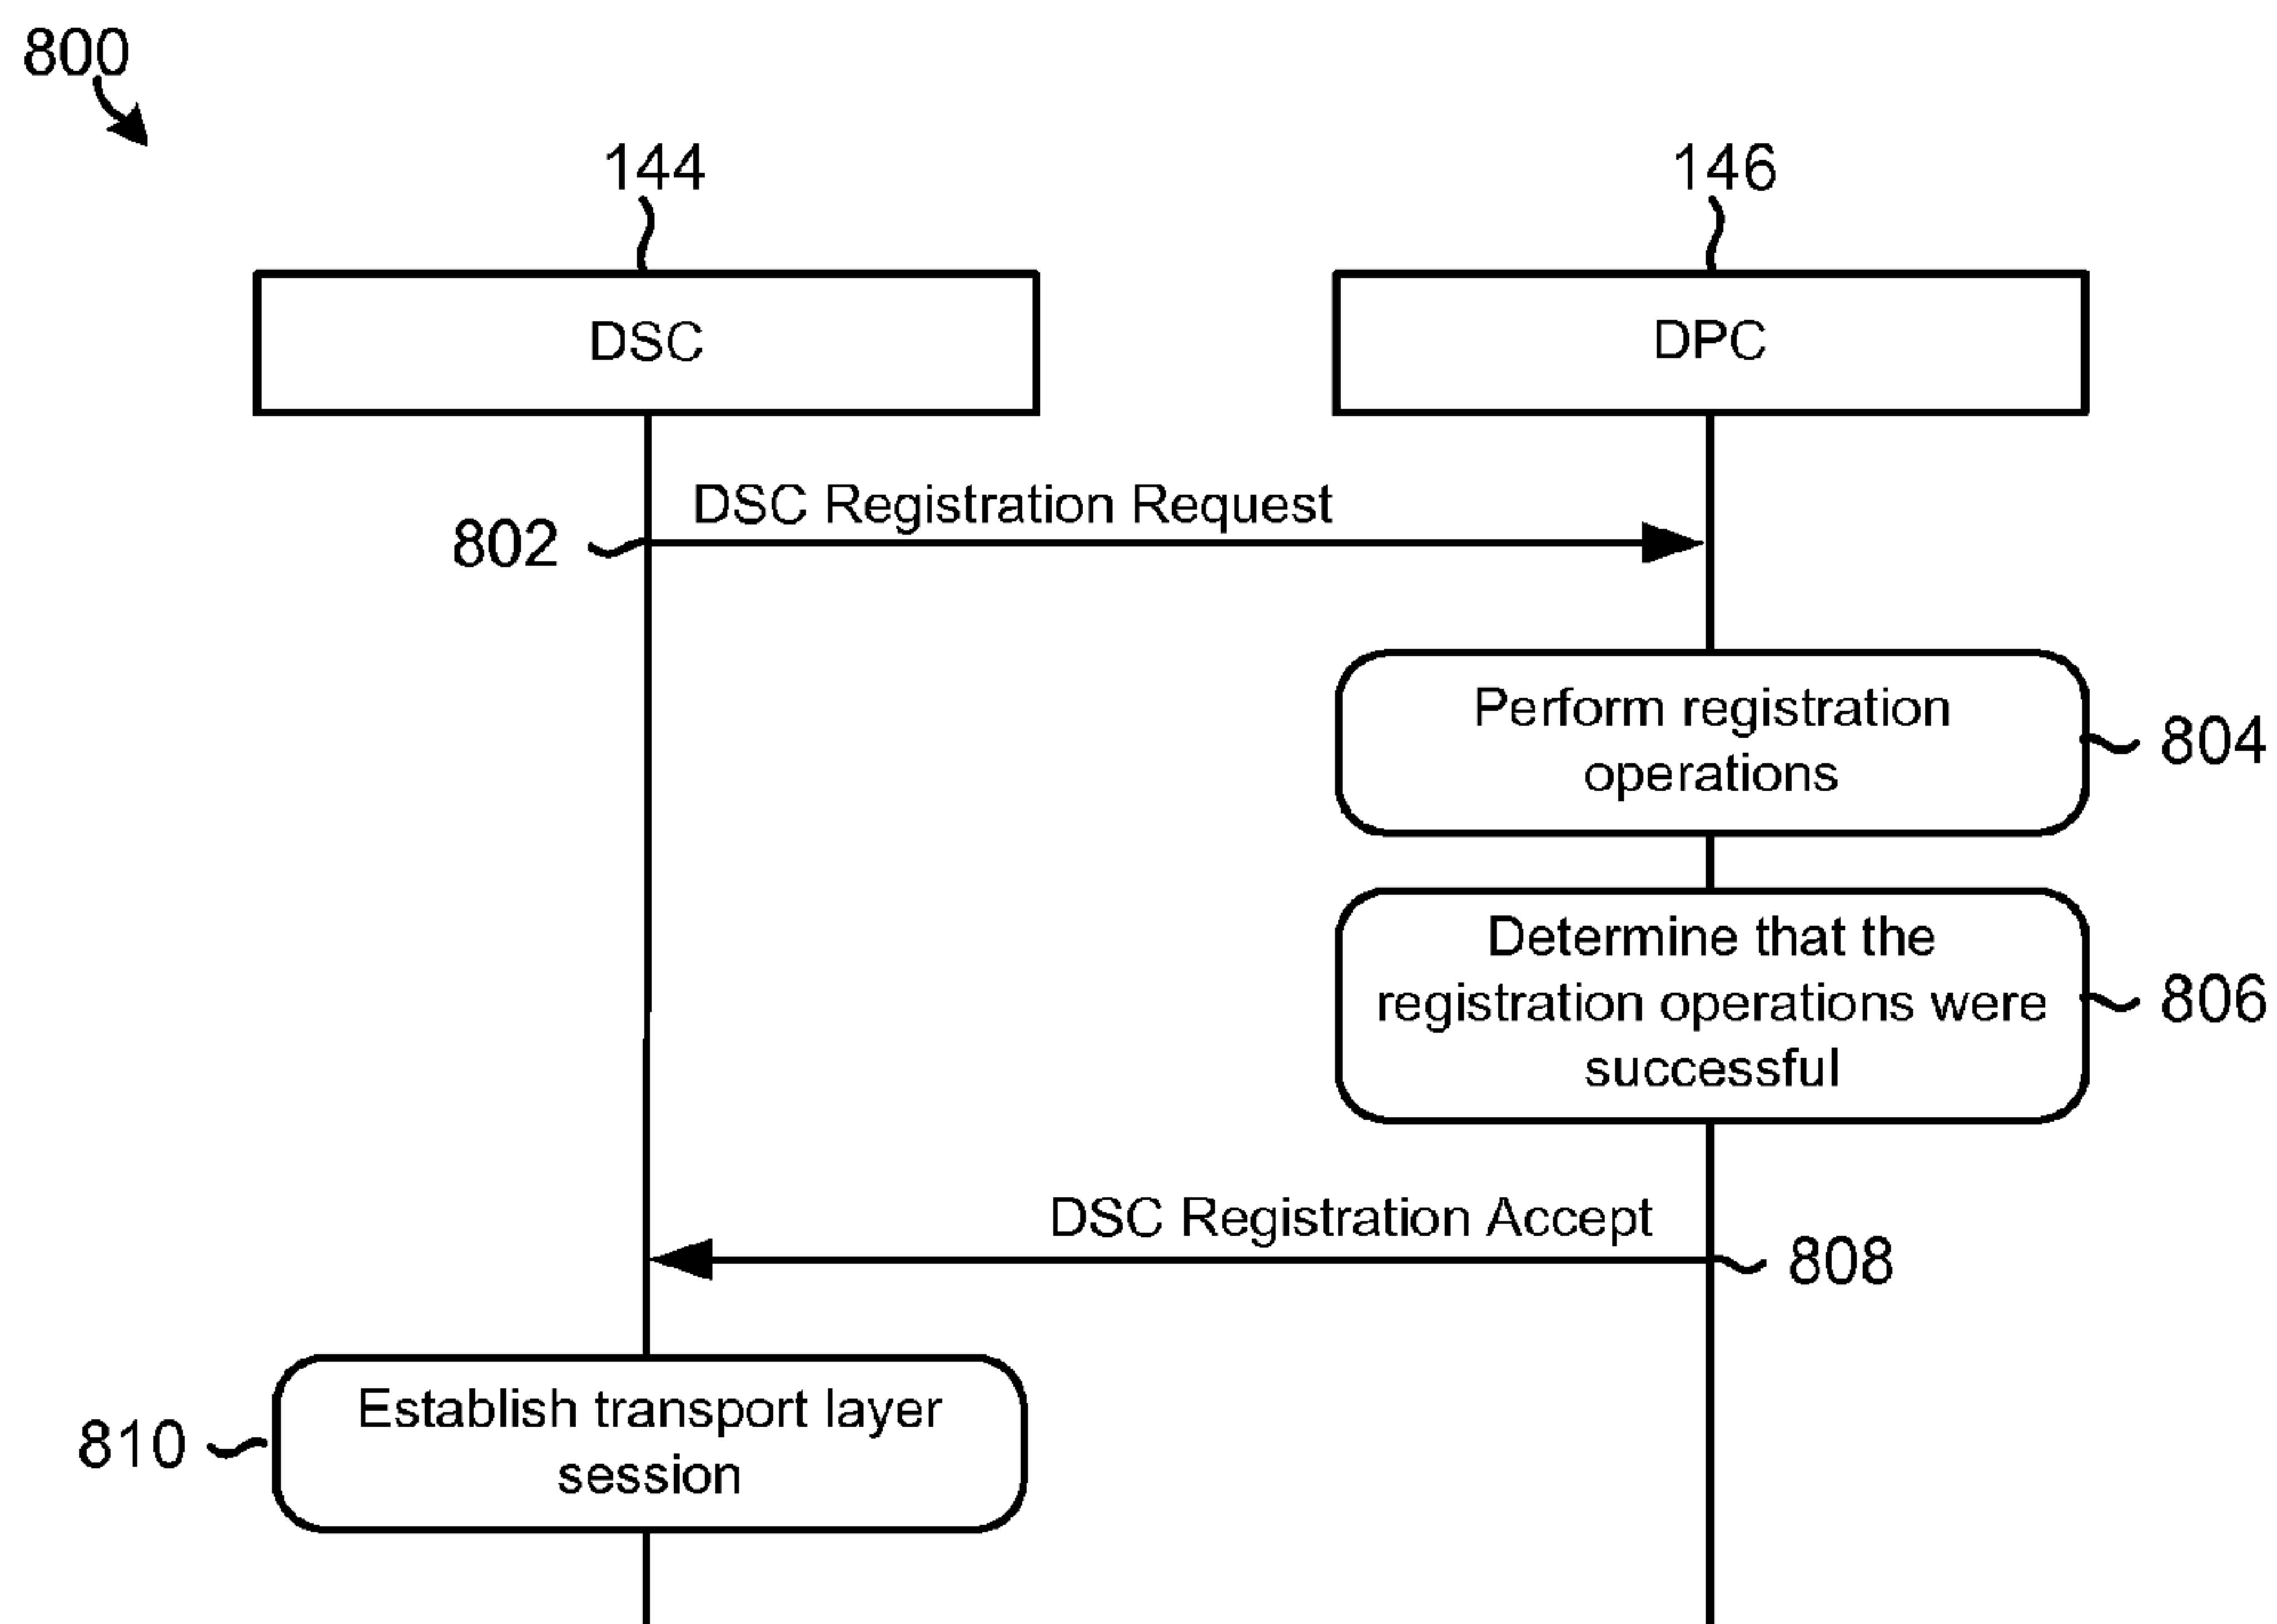 800
144
146
DSC
DPC
DSC Registration Request
802
Perform registration
operations
804
Determine that the
registration operations were
successful
806
DSC Registration Accept
808
Establish transport layer
session
810